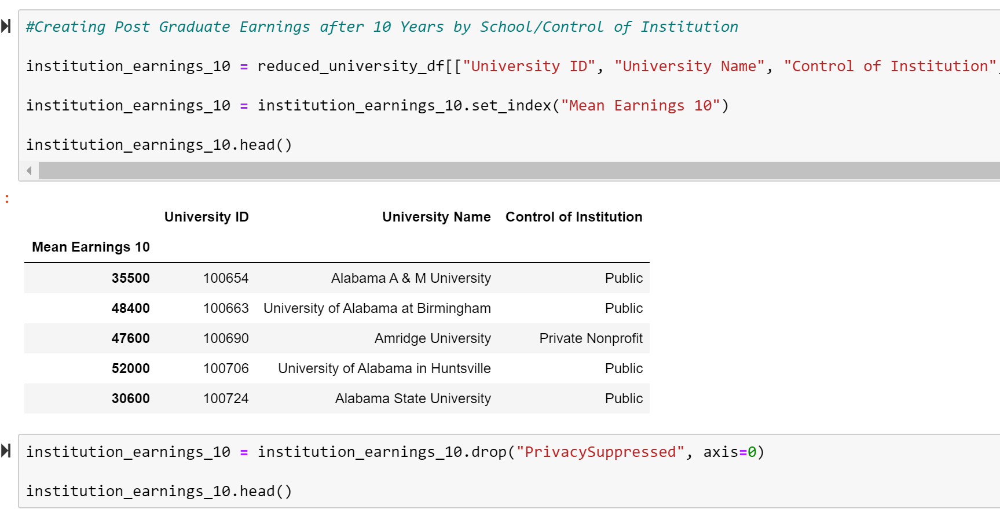 #Creating Post Graduate Earnings after 10 Years by School/Control of Institution
institution_earnings_10 = reduced_university_df[["University ID", "University Name", "Control of Institution"
institution_earnings_10 = institution_earnings_10.set_index("Mean Earnings 10")
institution_earnings_10.head()
:
University ID University Name Control of Institution
Mean Earnings 10
35500 100654 Alabama A & M University Public
48400 100663 University of Alabama at Birmingham Public
47600 100690 Amridge University Private Nonprofit
52000 100706 University of Alabama in Huntsville Public
30600 100724 Alabama State University Public
institution_earnings_10 = institution_earnings_10.drop("PrivacySuppressed", axis=0)
institution_earnings_10.head()